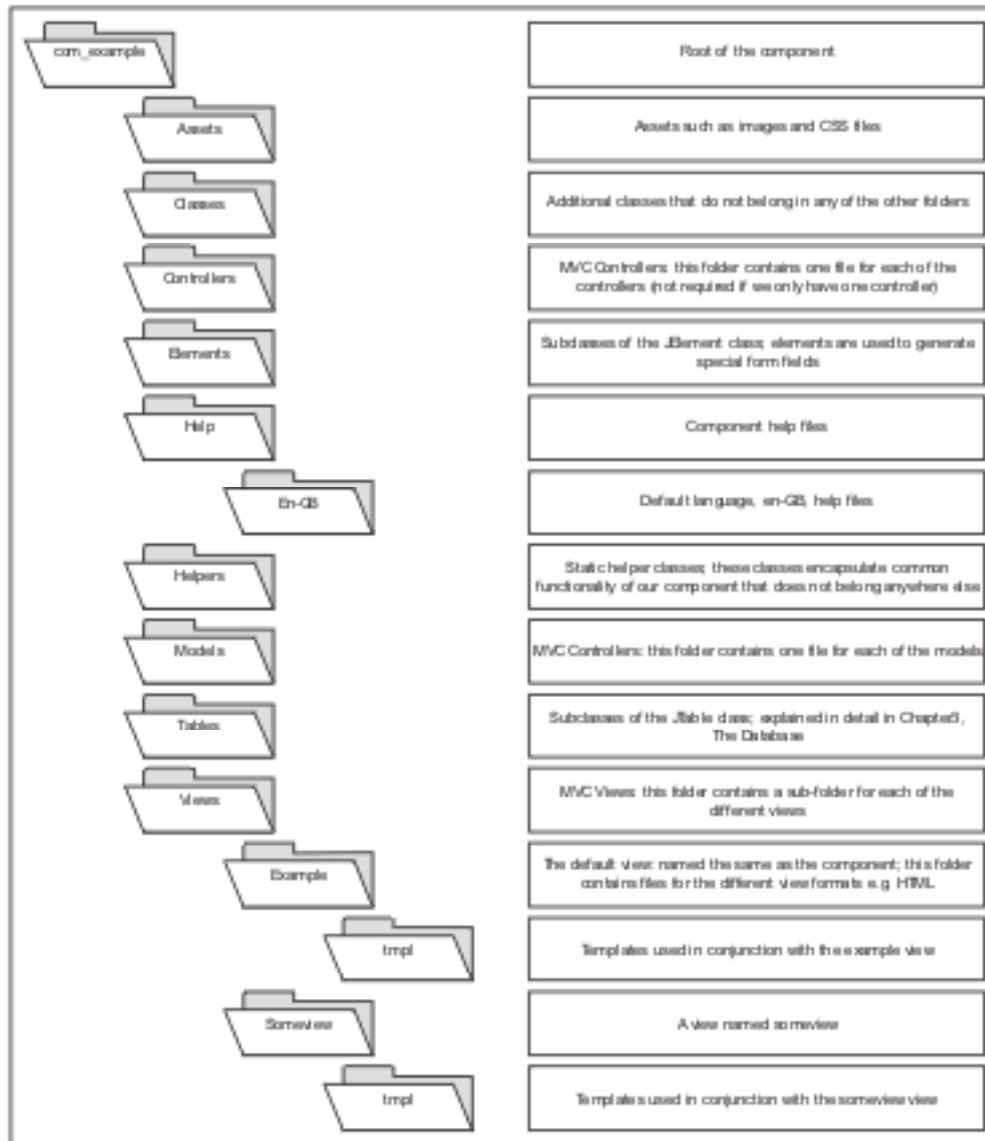 com_example
Root of the component
Assets
Assets such as images and CSS files
Classes
Additional classes that do not belong in any of the other folders
Controllers
MVC Controllers: this folder contains one file for each of the
controllers (not required if we only have one controller)
Elements
Subclasses of the JElement class; elements are used to generate
special form fields
Help
Component help files
En-GB
Default language, en-GB, help files
Helpers
Static helper classes; these classes encapsulate common
functionality of our component that does not belong anywhere else
Models
MVC Controllers: this folder contains one file for each of the models
Tables
Subclasses of the JTable class; explained in detail in Chapter3,
The Database
Views
MVC Views: this folder contains a sub-folder for each of the
different views
Example
The default view: named the same as the component; this folder
contains files for the different view formats e.g. HTML
tmpl
Templates used in conjunction with the example view
Someview
A view named someview
tmpl
Templates used in conjunction with the someview view